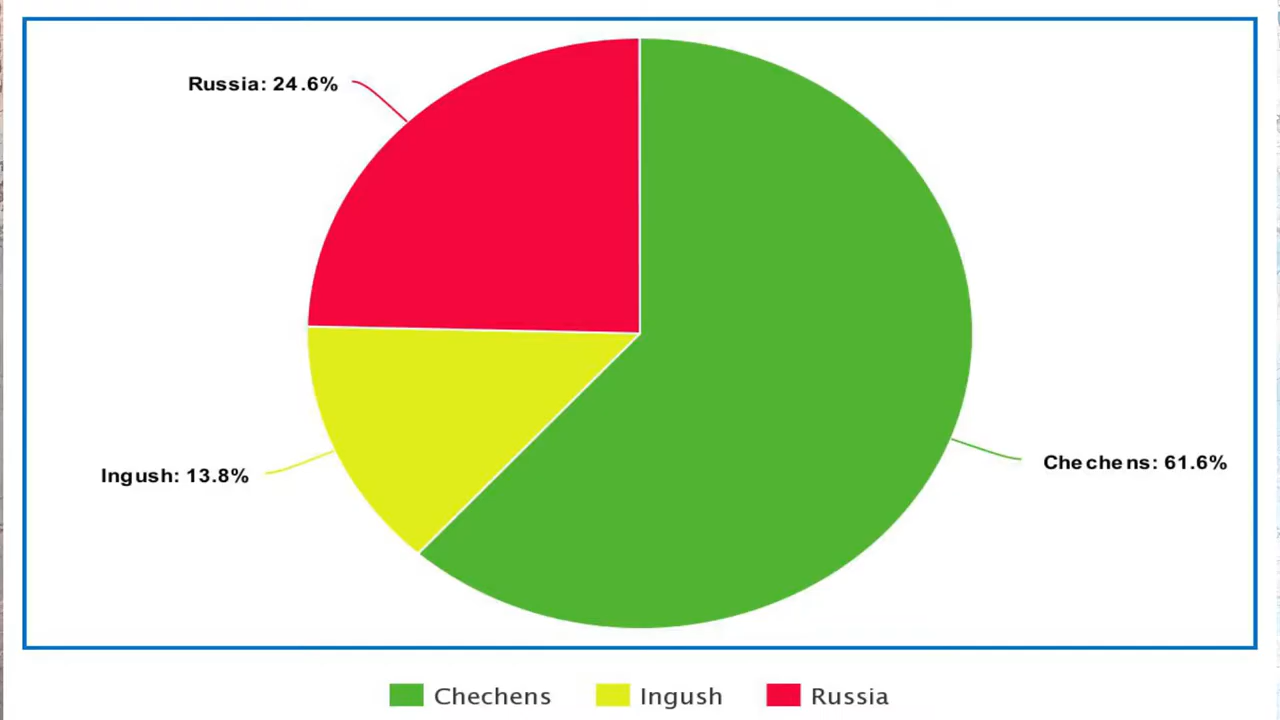 Russia: 24.6%
Chechens: 61.6%
Ingush: 13.8%
Chechens
Ingush
Russia